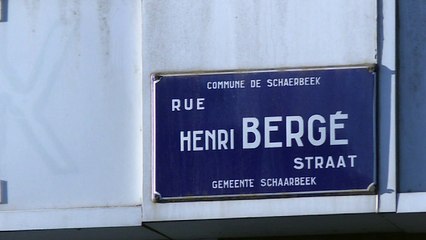 COMMUNE DE SCHAERBEEK
RUE
HENRI BERGÉ
STRAAT
GEMEENTE SCHAARBEEK